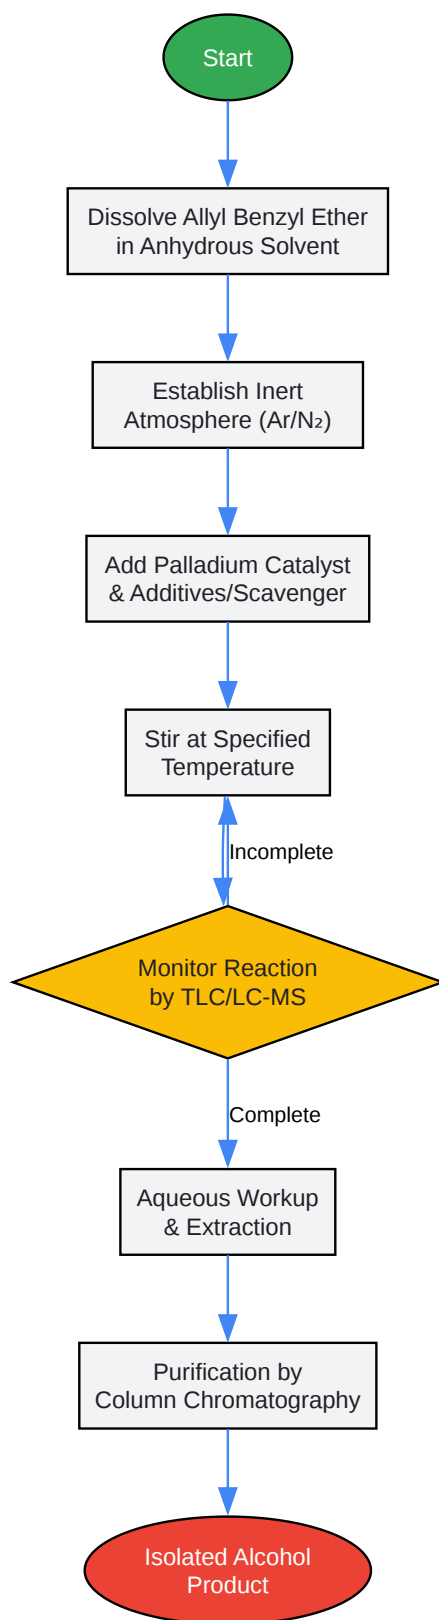 Start
Dissolve Allyl Benzyl Ether
in Anhydrous Solvent
Establish Inert
Atmosphere (Ar/N₂)
Add Palladium Catalyst
& Additives/Scavenger
Stir at Specified
Temperature
Incomplete
Monitor Reaction
by TLC/LC-MS
Complete
Aqueous Workup
& Extraction
Purification by
Column Chromatography
Isolated Alcohol
Product